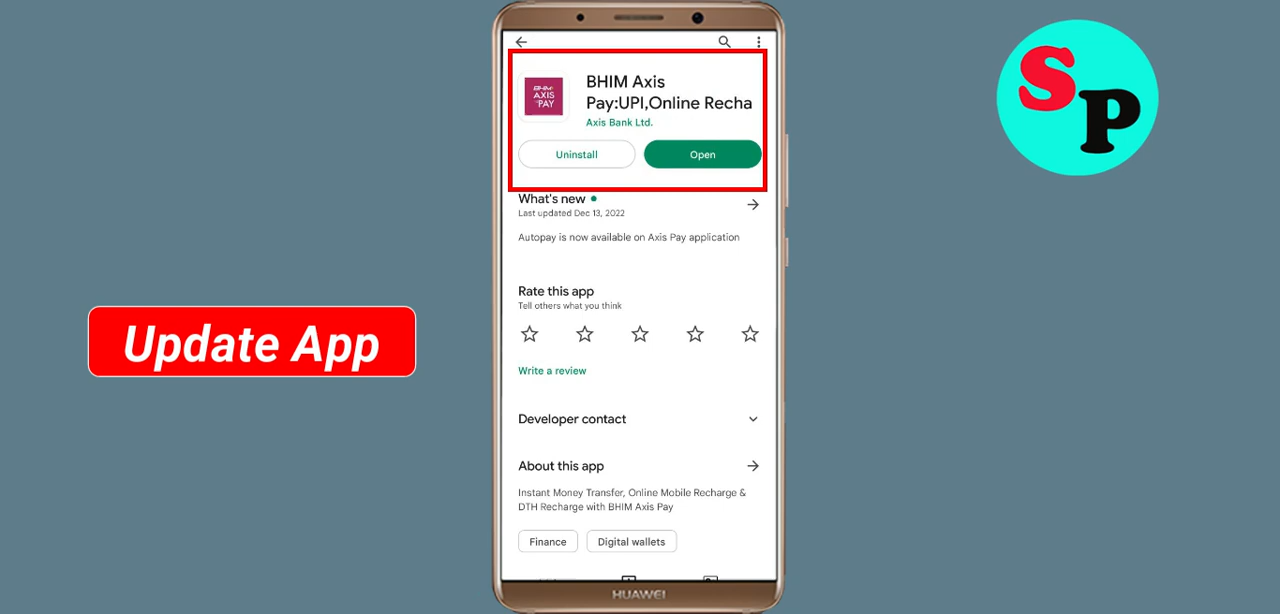 BHIM
AXIS
PAY
BHIM Axis
Pay:UPI,Online Recha
Axis Bank Ltd.
Uninstall
Open
What's new
Last updated Dec 13, 2022
Autopay is now available on Axis Pay application
Rate this app
Tell others what you think
Write a review
Developer contact
About this app
Instant Money Transfer, Online Mobile Recharge &
DTH Recharge with BHIM Axis Pay
Finance
Digital wallets
HUAWEI
Update App
SP